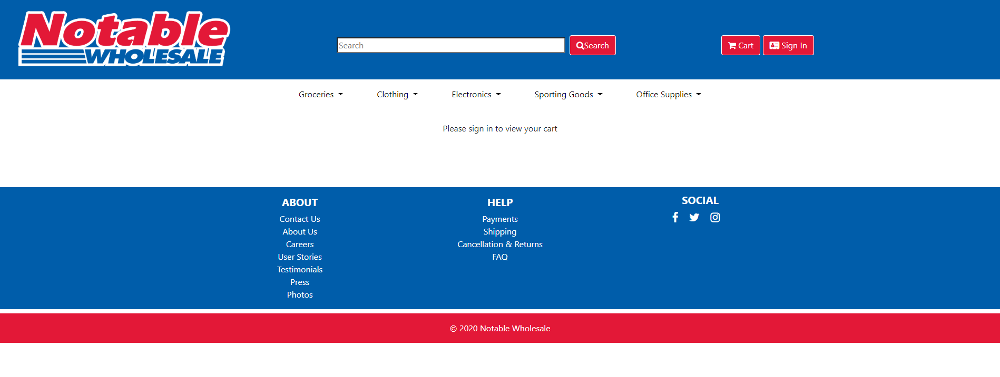 Notable
WHOLESALE
Search
Search
Cart
Sign In
Groceries
Clothing
Electronics
Sporting Goods
Office Supplies
Please sign in to view your cart
ABOUT
Contact Us
About Us
Careers
User Stories
Testimonials
Press
Photos
HELP
Payments
Shipping
Cancellation & Returns
FAQ
SOCIAL
© 2020 Notable Wholesale